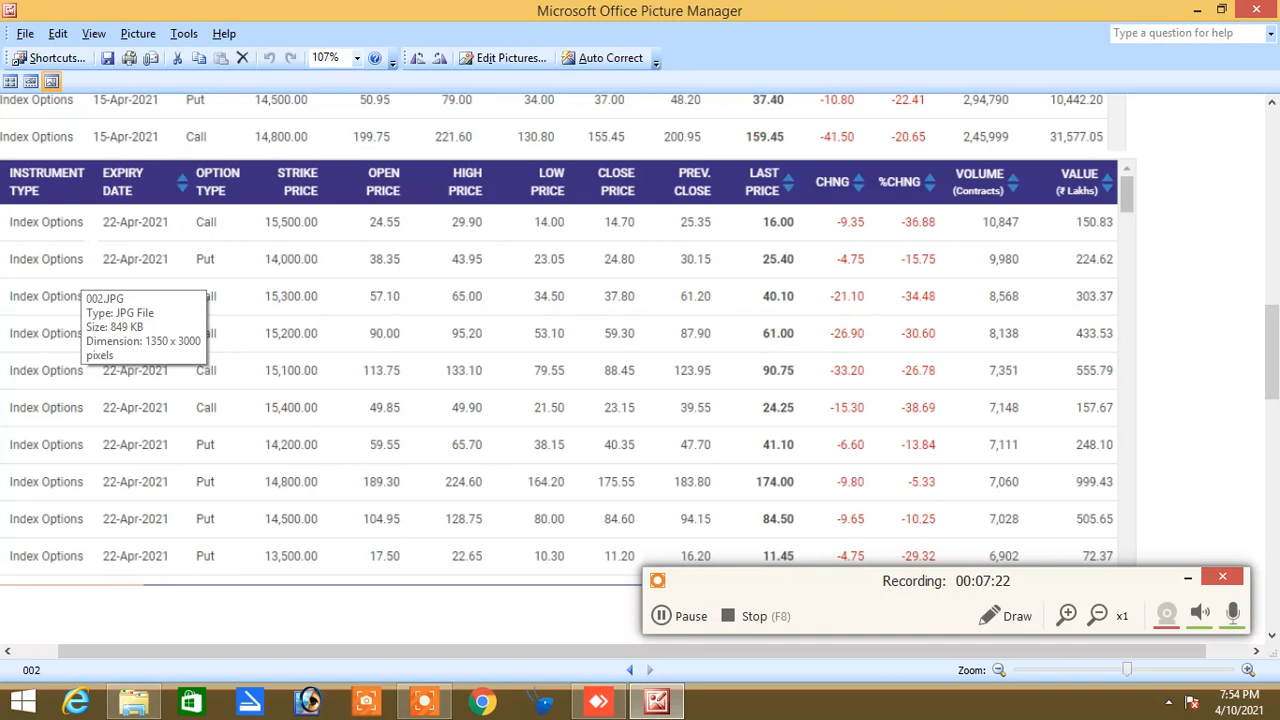 Microsoft Office Picture Manager
File Edit View Picture Tools Help
Type a question for help
Shortcuts... 107% Edit Pictures... Auto Correct
Index Options 15-Apr-2021 Put 14,500.00 50.95 79.00 34.00 37.00 48.20 37.40 -10.80 -22.41 2,94,790 10,442.20
Index Options 15-Apr-2021 Call 14,800.00 199.75 221.60 130.80 155.45 200.95 159.45 -41.50 -20.65 2,45,999 31,577.05
INSTRUMENT EXPIRY OPTION STRIKE OPEN HIGH LOW CLOSE PREV. LAST CHNG %CHNG VOLUME VALUE
TYPE DATE TYPE PRICE PRICE PRICE PRICE PRICE CLOSE PRICE (Contracts) (₹ Lakhs)
Index Options 22-Apr-2021 Call 15,500.00 24.55 29.90 14.00 14.70 25.35 16.00 -9.35 -36.88 10,847 150.83
Index Options 22-Apr-2021 Put 14,000.00 38.35 43.95 23.05 24.80 30.15 25.40 -4.75 -15.75 9,980 224.62
Index Options 15,300.00 57.10 65.00 34.50 37.80 61.20 40.10 -21.10 -34.48 8,568 303.37
Index Options 15,200.00 90.00 95.20 53.10 59.30 87.90 61.00 -26.90 -30.60 8,138 433.53
002.JPG
Type: JPG File
Size: 849 KB
Dimension: 1350 x 3000
pixels
Index Options 22-Apr-2021 Call 15,100.00 113.75 133.10 79.55 88.45 123.95 90.75 -33.20 -26.78 7,351 555.79
Index Options 22-Apr-2021 Call 15,400.00 49.85 49.90 21.50 23.15 39.55 24.25 -15.30 -38.69 7,148 157.67
Index Options 22-Apr-2021 Put 14,200.00 59.55 65.70 38.15 40.35 47.70 41.10 -6.60 -13.84 7,111 248.10
Index Options 22-Apr-2021 Put 14,800.00 189.30 224.60 164.20 175.55 183.80 174.00 -9.80 -5.33 7,060 999.43
Index Options 22-Apr-2021 Put 14,500.00 104.95 128.75 80.00 84.60 94.15 84.50 -9.65 -10.25 7,028 505.65
Index Options 22-Apr-2021 Put 13,500.00 17.50 22.65 10.30 11.20 16.20 11.45 -4.75 -29.32 6,902 72.37
Recording: 00:07:22
Pause Stop (F8) Draw x1
002 Zoom:
7:54 PM
4/10/2021